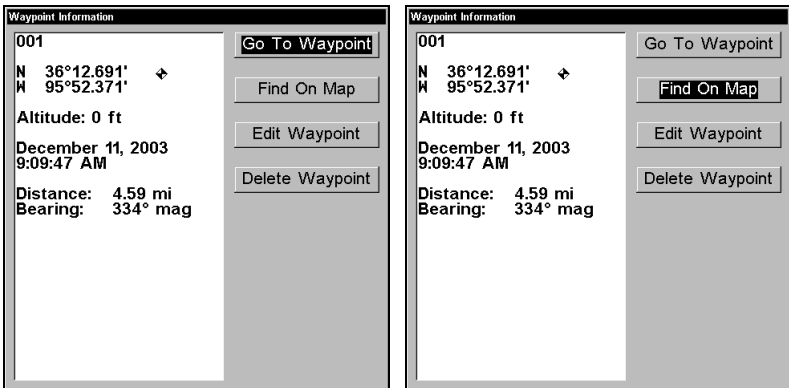 Waypoint Information
001
N 36°12.691'
W 95°52.371'
Altitude: 0 ft
December 11, 2003
9:09:47 AM
Distance: 4.59 mi
Bearing: 334° mag
Go To Waypoint
Find On Map
Edit Waypoint
Delete Waypoint
Waypoint Information
001
N 36°12.691'
W 95°52.371'
Altitude: 0 ft
December 11, 2003
9:09:47 AM
Distance: 4.59 mi
Bearing: 334° mag
Go To Waypoint
Find On Map
Edit Waypoint
Delete Waypoint